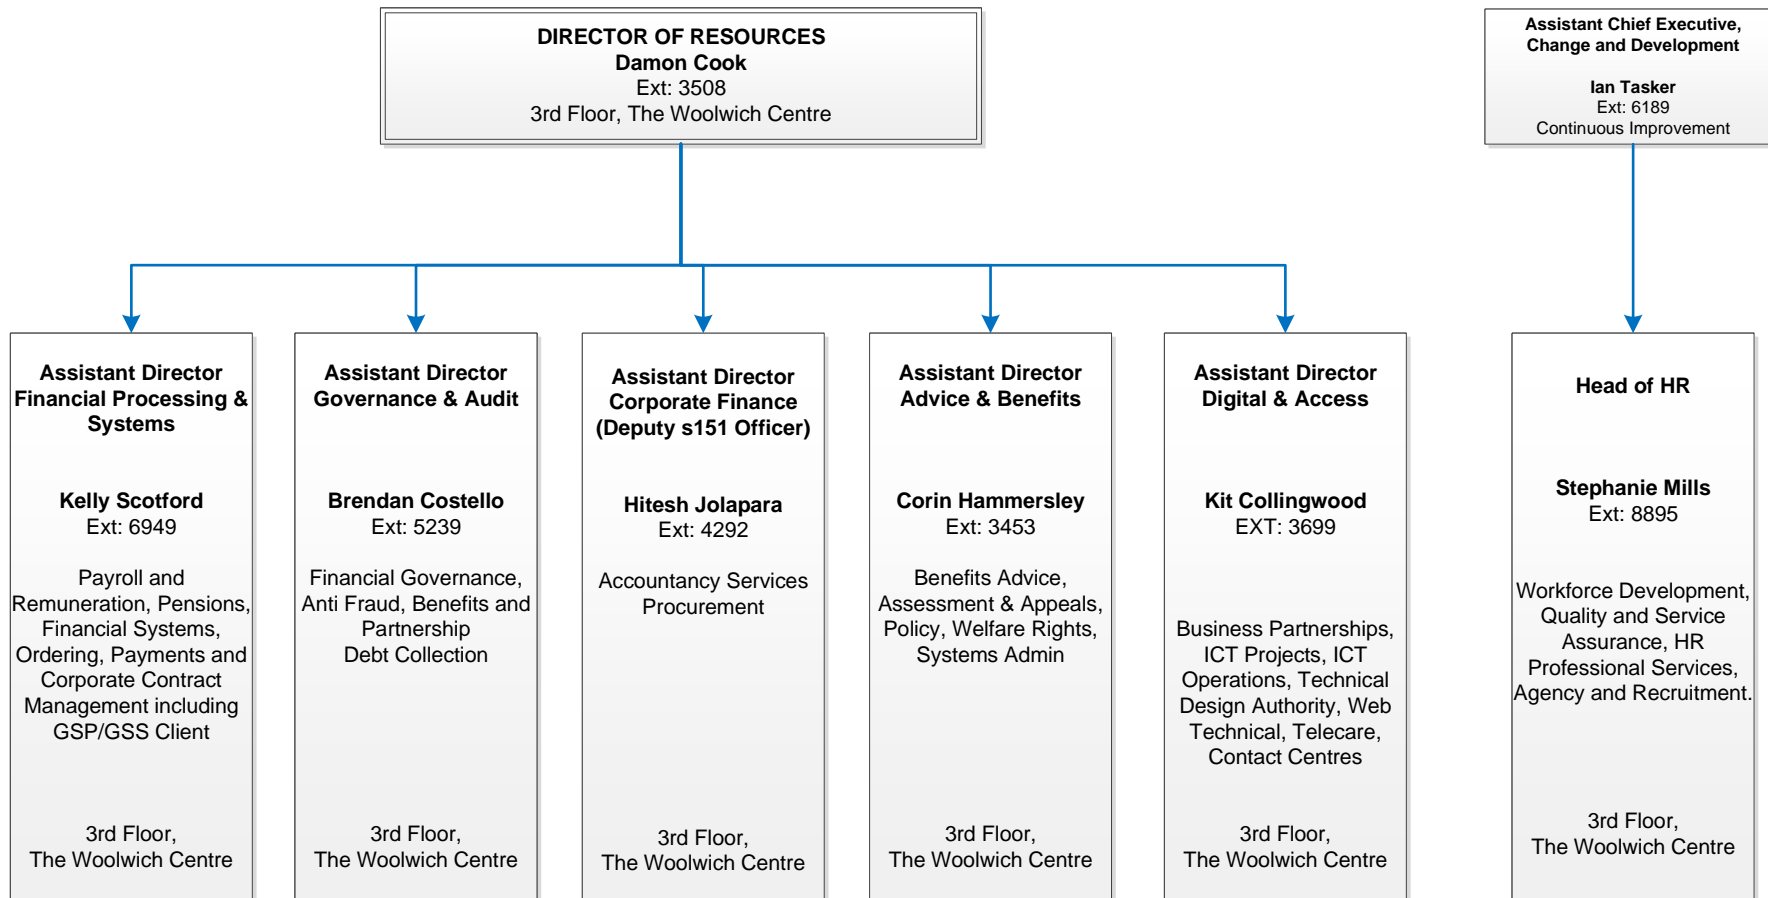 DIRECTOR OF RESOURCES
Damon Cook
Ext: 3508
3rd Floor, The Woolwich Centre
Assistant Chief Executive,
Change and Development
Ian Tasker
Ext: 6189
Continuous Improvement
Assistant Director
Financial Processing &
Systems
Kelly Scotford
Ext: 6949
Payroll and
Remuneration, Pensions,
Financial Systems,
Ordering, Payments and
Corporate Contract
Management including
GSP/GSS Client
3rd Floor,
The Woolwich Centre
Assistant Director
Governance & Audit
Brendan Costello
Ext: 5239
Financial Governance,
Anti Fraud, Benefits and
Partnership
Debt Collection
3rd Floor,
The Woolwich Centre
Assistant Director
Corporate Finance
(Deputy s151 Officer)
Hitesh Jolapara
Ext: 4292
Accountancy Services
Procurement
3rd Floor,
The Woolwich Centre
Assistant Director
Advice & Benefits
Corin Hammersley
Ext: 3453
Benefits Advice,
Assessment & Appeals,
Policy, Welfare Rights,
Systems Admin
3rd Floor,
The Woolwich Centre
Assistant Director
Digital & Access
Kit Collingwood
EXT: 3699
Business Partnerships,
ICT Projects, ICT
Operations, Technical
Design Authority, Web
Technical, Telecare,
Contact Centres
3rd Floor,
The Woolwich Centre
Head of HR
Stephanie Mills
Ext: 8895
Workforce Development,
Quality and Service
Assurance, HR
Professional Services,
Agency and Recruitment.
3rd Floor,
The Woolwich Centre